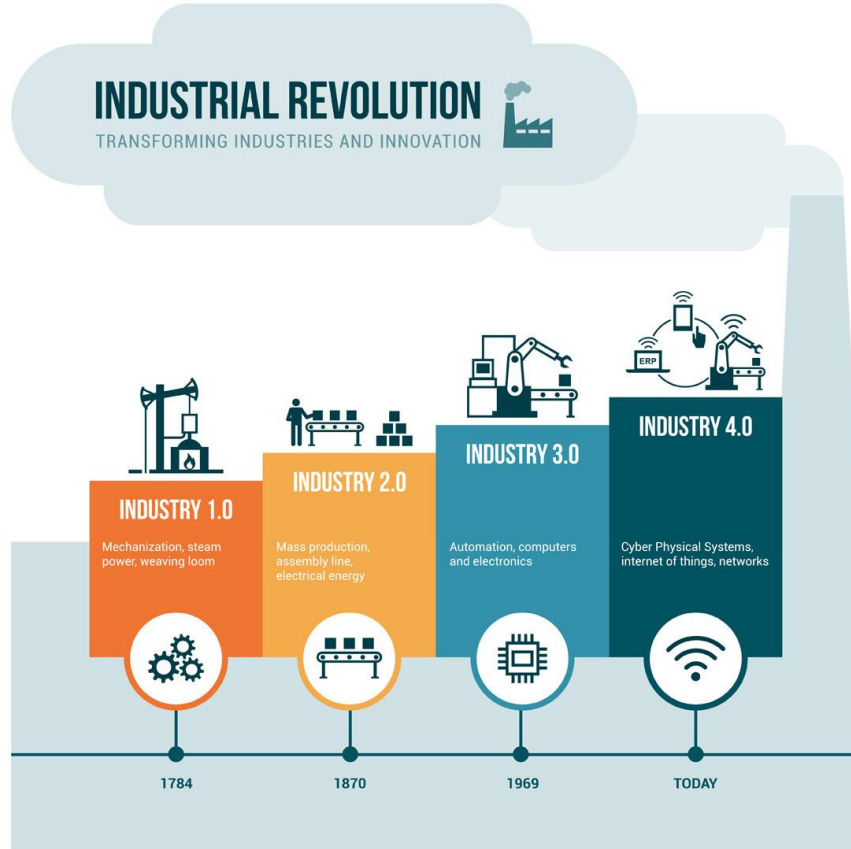 INDUSTRIAL REVOLUTION
TRANSFORMING INDUSTRIES AND INNOVATION
ERP
INDUSTRY 1.0
Mechanization, steam
power, weaving loom
INDUSTRY 2.0
Mass production,
assembly line,
electrical energy
INDUSTRY 3.0
Automation, computers
and electronics
INDUSTRY 4.0
Cyber Physical Systems,
internet of things, networks
1784
1870
1969
TODAY